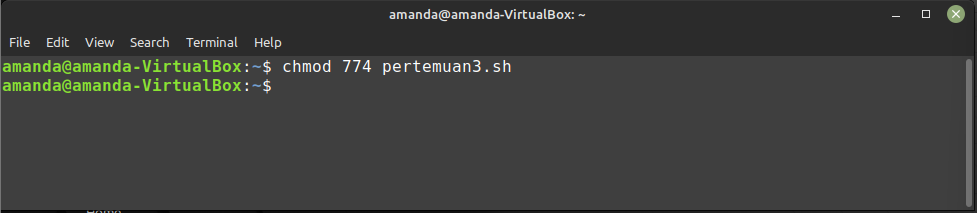 amanda@amanda-VirtualBox: ~
File Edit View Search Terminal Help
amanda@amanda-VirtualBox:~$ chmod 774 pertemuan3.sh
amanda@amanda-VirtualBox:~$